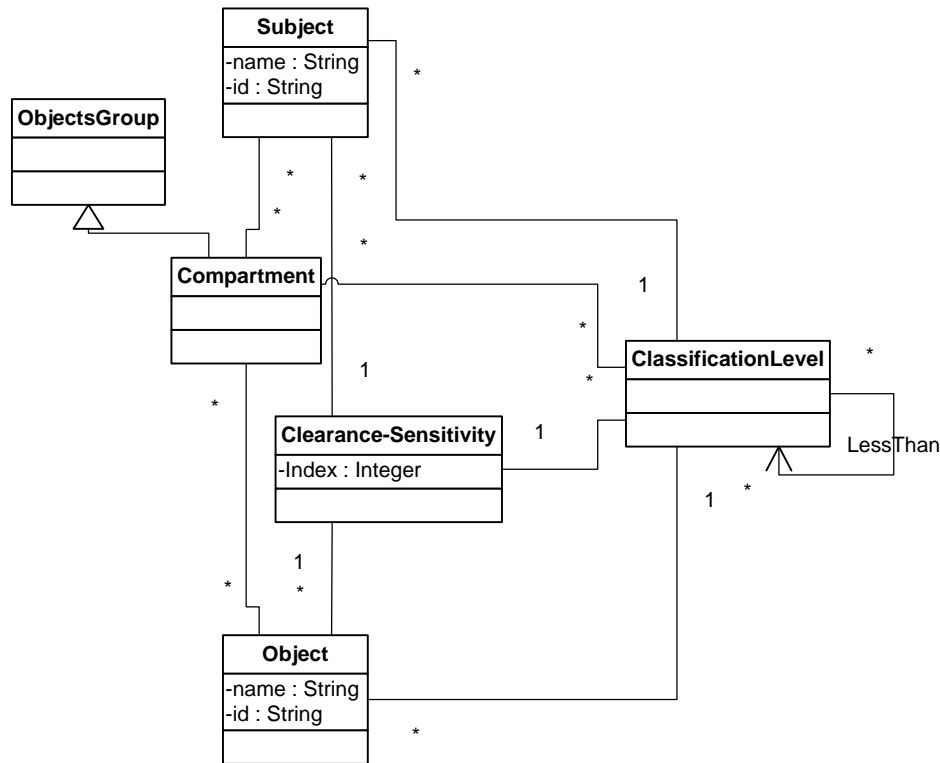 Subject
-name : String
-id : String
*
ObjectsGroup
*
*
*
*
Compartment
1
*
ClassificationLevel
*
*
*
1
Clearance-Sensitivity
1
-Index : Integer
LessThan
*
1
1
*
*
Object
-name : String
-id : String
*